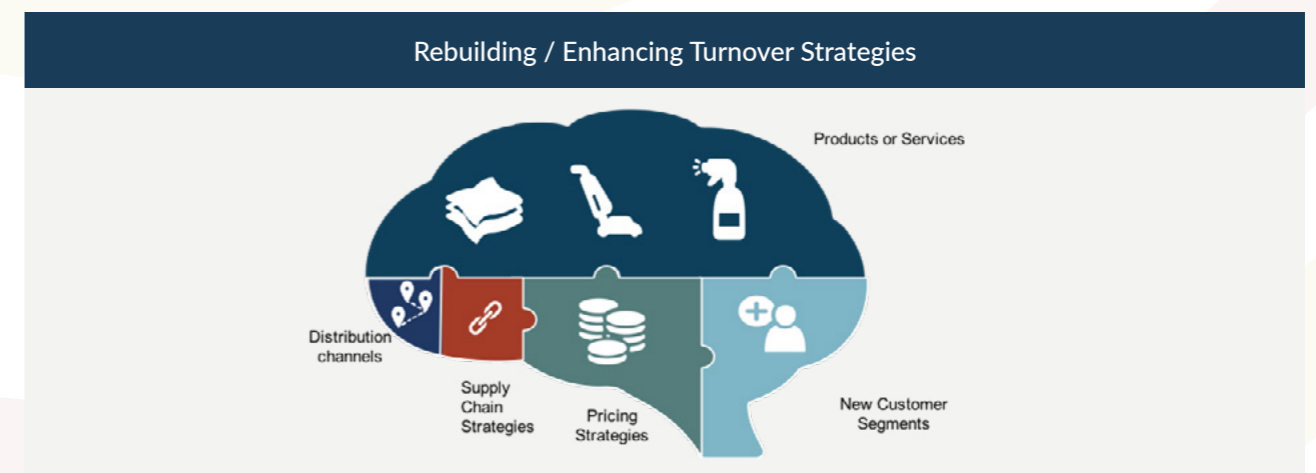 Rebuilding / Enhancing Turnover Strategies
Products or Services
Distribution
channels
Supply
Chain
Strategies
Pricing
Strategies
New Customer
Segments